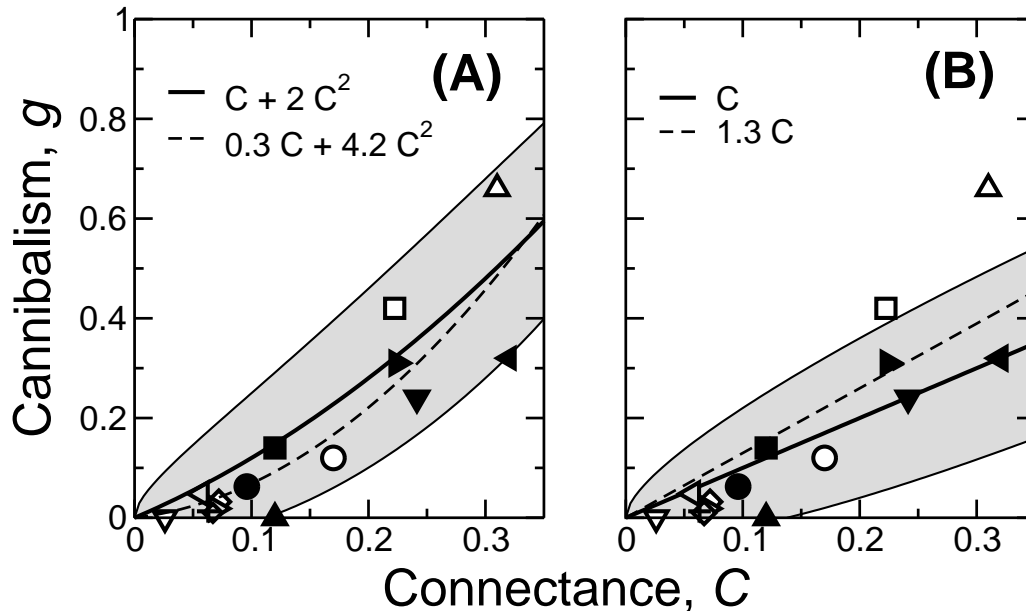 (A)
C + 2 C²
0.3 C + 4.2 C²
(B)
C
1.3 C
Cannibalism, g
1
0.8
0.6
0.4
0.2
0
0 0.1 0.2 0.3
0 0.1 0.2 0.3
Connectance, C